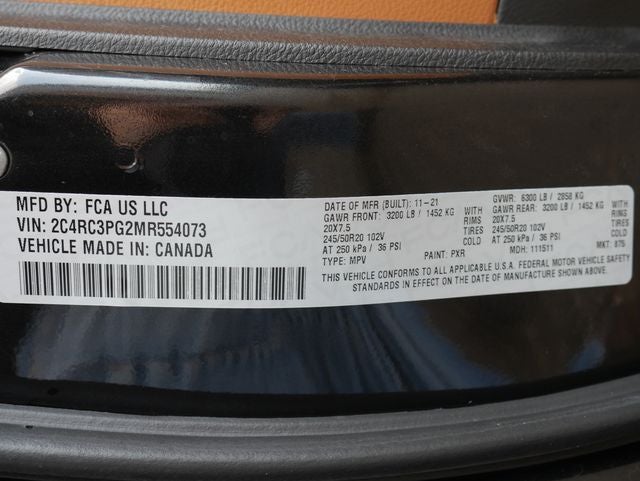 MFD BY: FCA US LLC
VIN: 2C4RC3PG2MR554073
VEHICLE MADE IN: CANADA
DATE OF MFR (BUILT): 11-21 GVWR: 6300 LB / 2858 KG
GAWR FRONT: 3200 LB / 1452 KG RIMS GAWR REAR: 3200 LB / 1452 KG RIMS
20X7.5 TIRES 20X7.5 TIRES
245/50R20 102V COLD 245/50R20 102V COLD
AT 250 kPa / 36 PSI AT 250 kPa / 36 PSI
TYPE: MPV PAINT: PXR MDH: 111511 MKT: 875
THIS VEHICLE CONFORMS TO ALL APPLICABLE U.S.A. FEDERAL MOTOR VEHICLE SAFETY
STANDARDS IN EFFECT ON THE DATE OF MANUFACTURE SHOWN ABOVE.